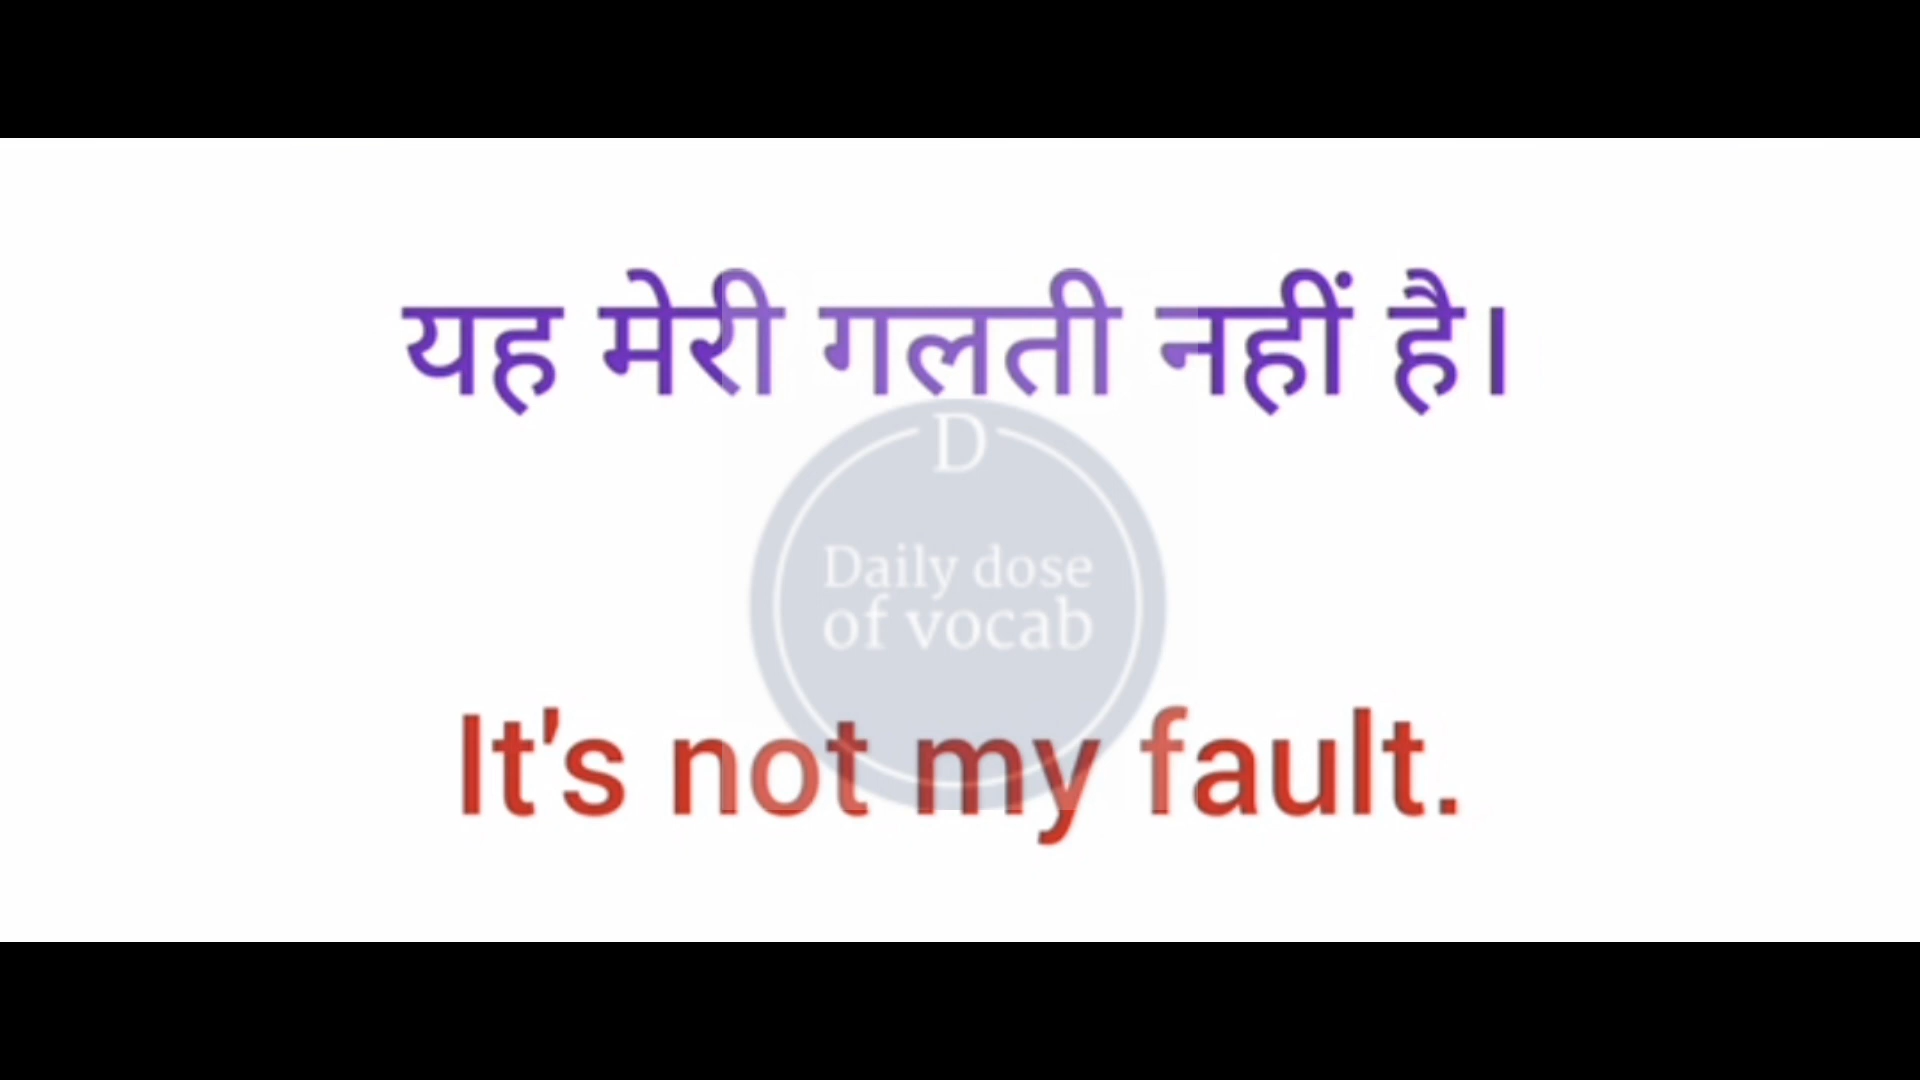 यह मेरी गलती नहीं है।
D
Daily dose
of vocab
It's not my fault.